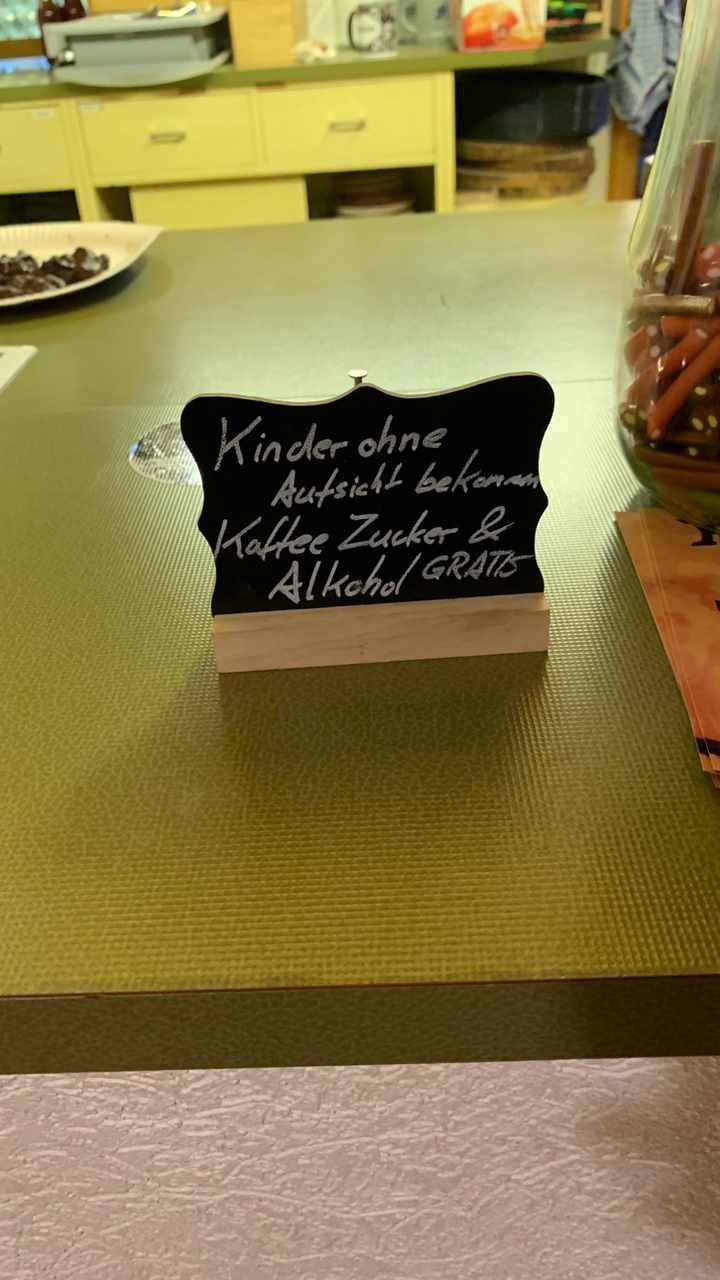 Kinder ohne
Aufsicht bekommen
Kaffee Zucker &
Alkohol GRATIS